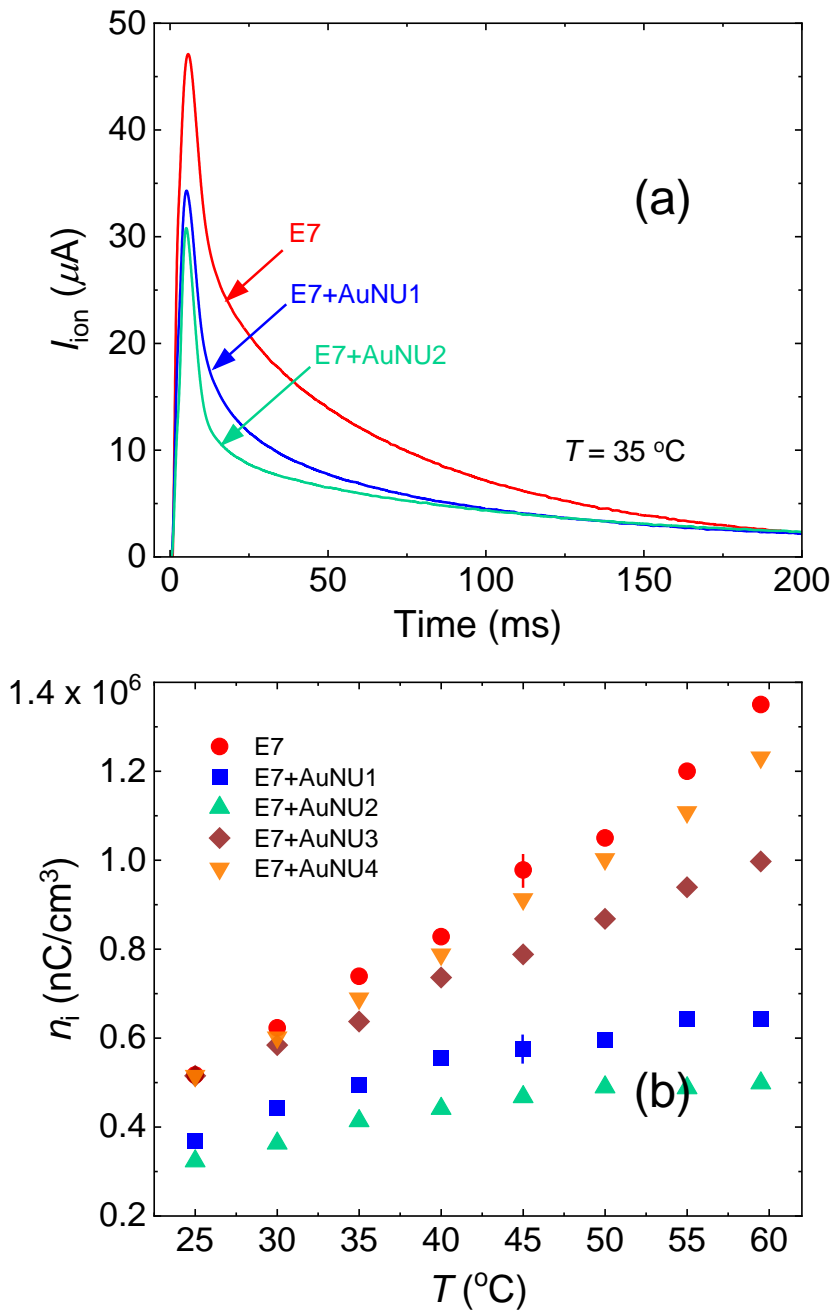 50
40
30
20
10
0
I_ion (μA)
(a)
E7
E7+AuNU1
E7+AuNU2
T = 35 °C
0 50 100 150 200
Time (ms)
1.4 x 10⁶
1.2
1.0
0.8
0.6
0.4
0.2
n_i (nC/cm³)
E7
E7+AuNU1
E7+AuNU2
E7+AuNU3
E7+AuNU4
(b)
25 30 35 40 45 50 55 60
T (°C)